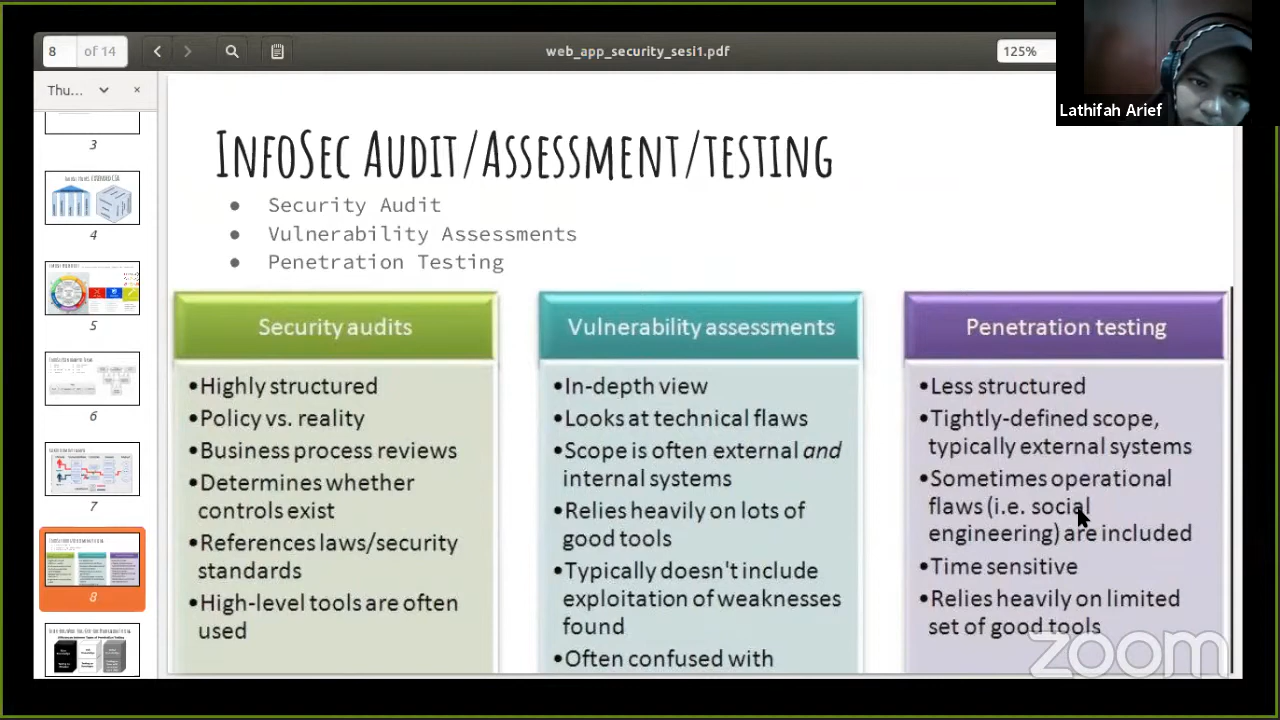 8
of 14
web_app_security_sesi1.pdf
125%
Lathifah Arief
Thu...
3
4
5
6
7
8
InfoSec Audit/Assessment/testing
● Security Audit
● Vulnerability Assessments
● Penetration Testing
Security audits
•Highly structured
•Policy vs. reality
•Business process reviews
•Determines whether
controls exist
•References laws/security
standards
•High-level tools are often
used
Vulnerability assessments
•In-depth view
•Looks at technical flaws
•Scope is often external and
internal systems
•Relies heavily on lots of
good tools
•Typically doesn't include
exploitation of weaknesses
found
•Often confused with
Penetration testing
•Less structured
•Tightly-defined scope,
typically external systems
•Sometimes operational
flaws (i.e. social
engineering) are included
•Time sensitive
•Relies heavily on limited
set of good tools
zoom